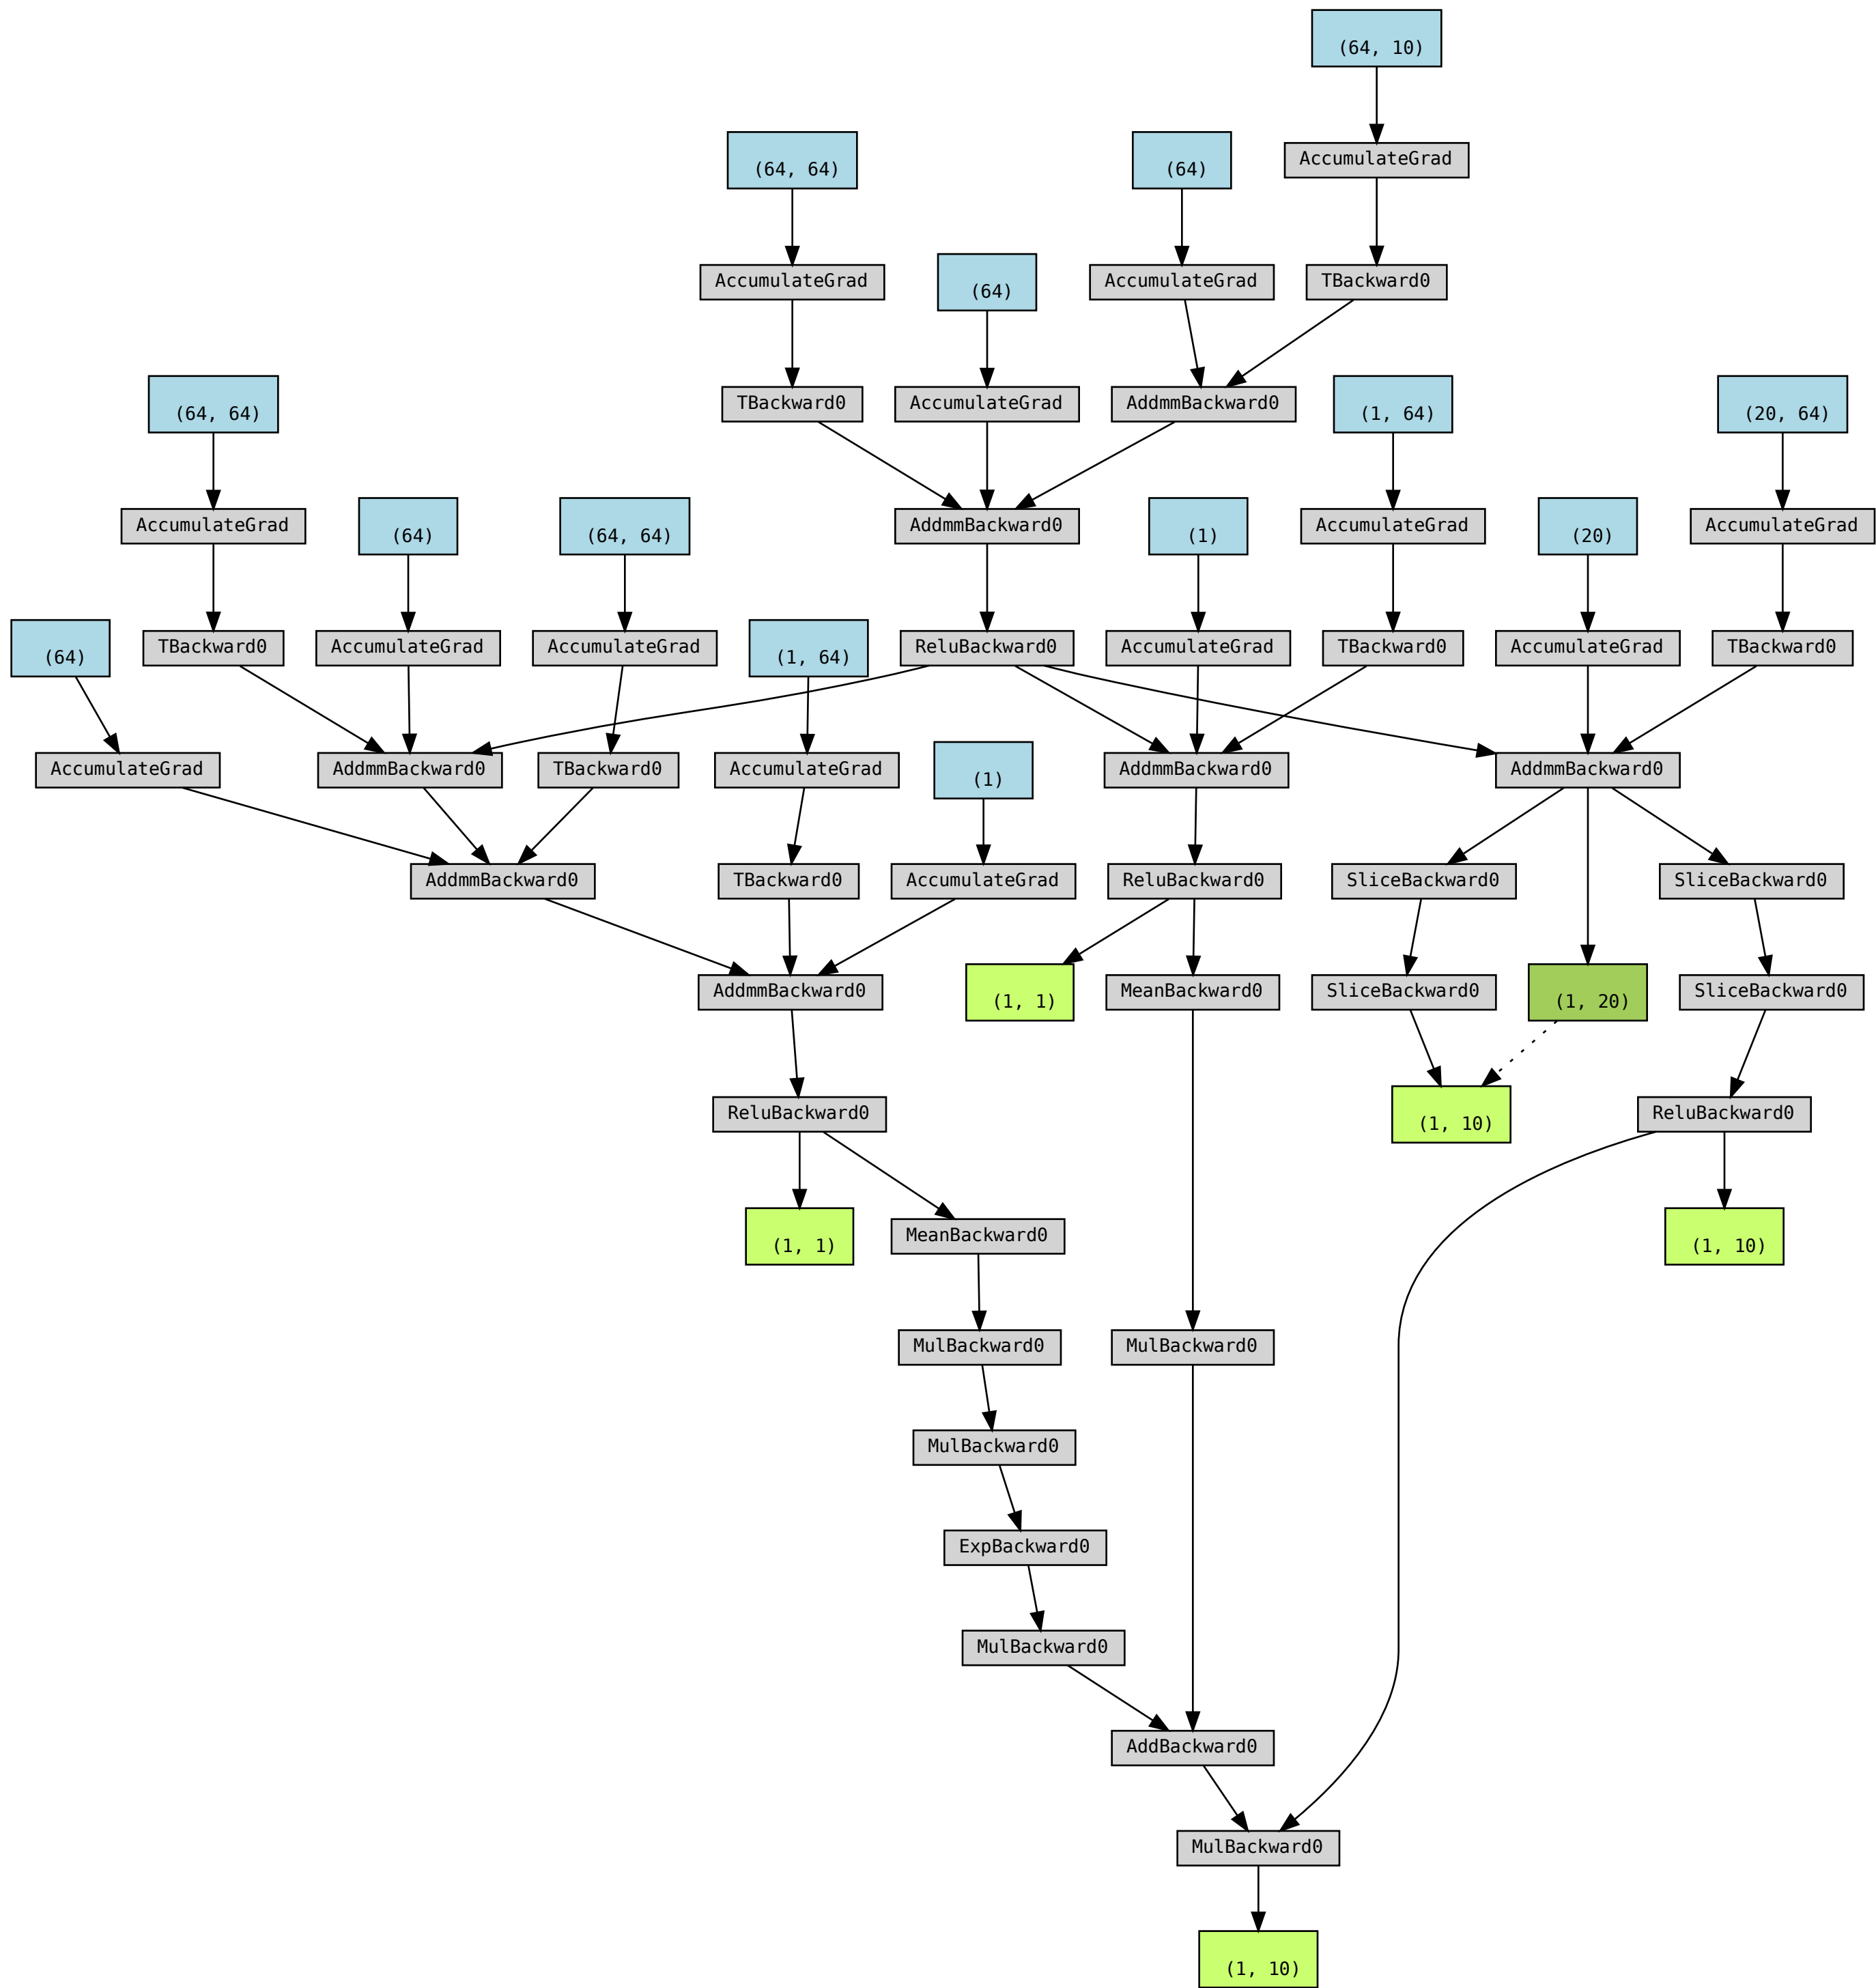 (64, 10)
AccumulateGrad
(64, 64)
(64)
AccumulateGrad
(64)
AccumulateGrad
TBackward0
(64, 64)
TBackward0
AccumulateGrad
AddmmBackward0
(1, 64)
(20, 64)
AccumulateGrad
(64)
(64, 64)
AddmmBackward0
(1)
AccumulateGrad
(20)
AccumulateGrad
(64)
TBackward0
AccumulateGrad
AccumulateGrad
(1, 64)
ReluBackward0
AccumulateGrad
TBackward0
AccumulateGrad
TBackward0
AccumulateGrad
AddmmBackward0
TBackward0
AccumulateGrad
(1)
AddmmBackward0
AddmmBackward0
AddmmBackward0
TBackward0
AccumulateGrad
ReluBackward0
SliceBackward0
SliceBackward0
AddmmBackward0
(1, 1)
MeanBackward0
SliceBackward0
(1, 20)
SliceBackward0
ReluBackward0
(1, 10)
ReluBackward0
(1, 1)
MeanBackward0
(1, 10)
MulBackward0
MulBackward0
MulBackward0
ExpBackward0
MulBackward0
AddBackward0
MulBackward0
(1, 10)